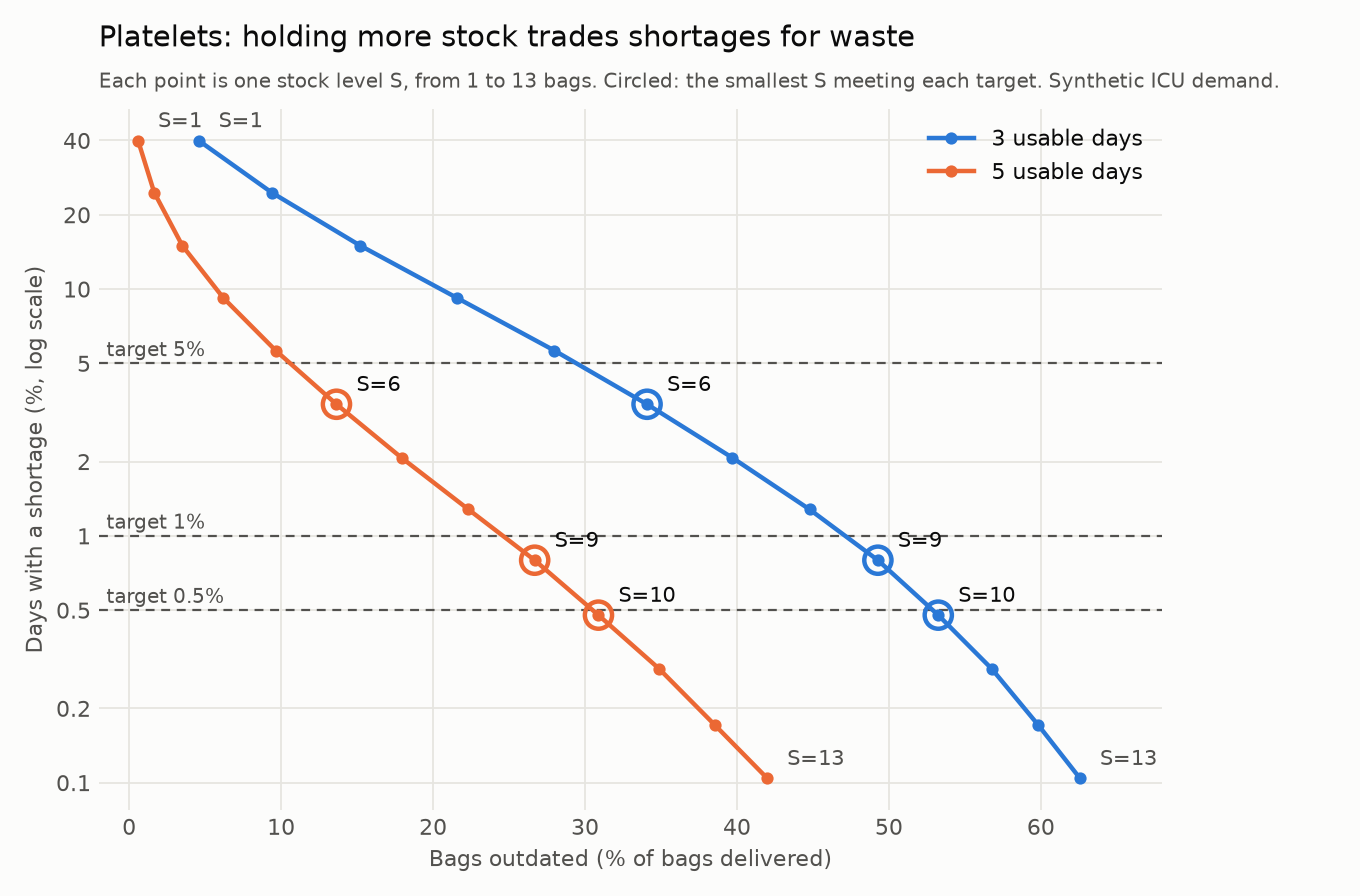 Platelets: holding more stock trades shortages for waste
Each point is one stock level S, from 1 to 13 bags. Circled: the smallest S meeting each target. Synthetic ICU demand.
S=1 S=1
3 usable days
5 usable days
40
20
10
5
2
1
0.5
0.2
0.1
Days with a shortage (%, log scale)
target 5%
S=6 S=6
target 1%
S=9 S=9
target 0.5%
S=10 S=10
S=13 S=13
0 10 20 30 40 50 60
Bags outdated (% of bags delivered)